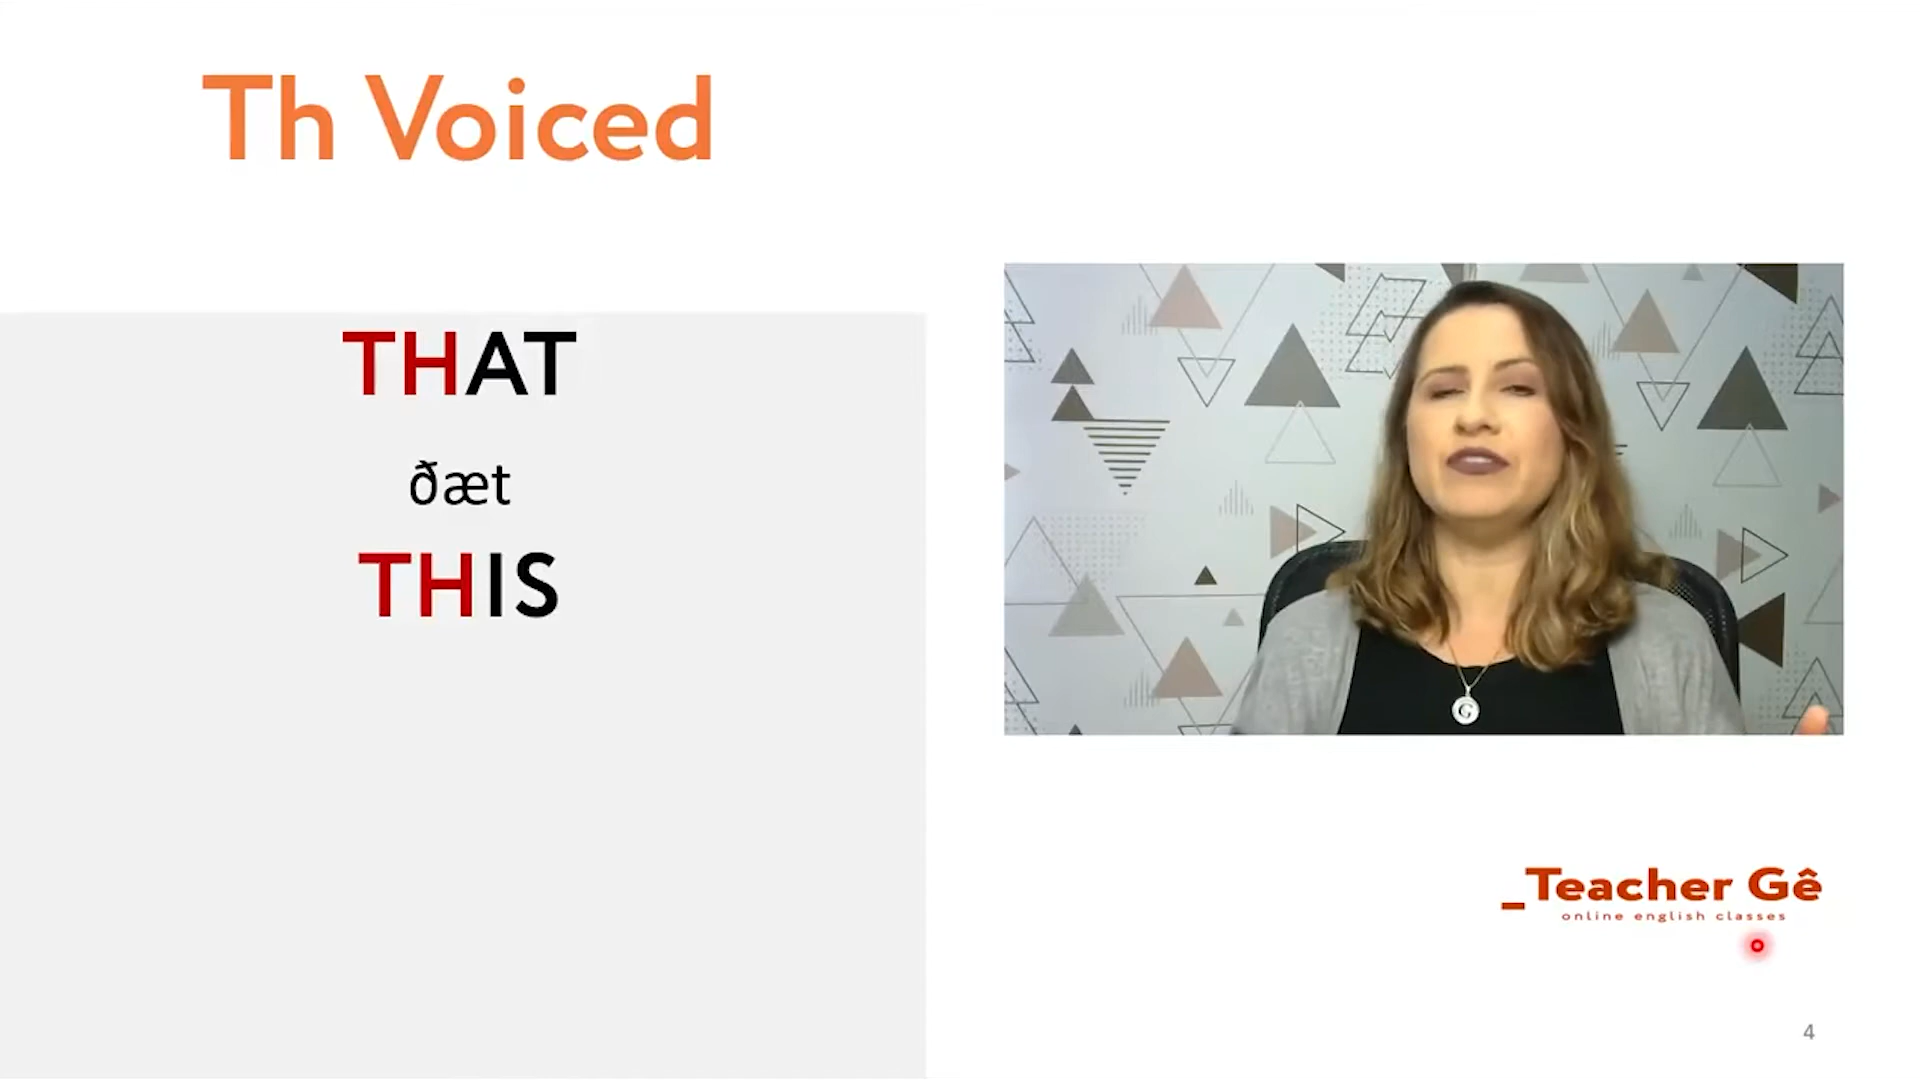 Th Voiced
THAT
ðæt
THIS
G
_Teacher Gê
online english classes
4